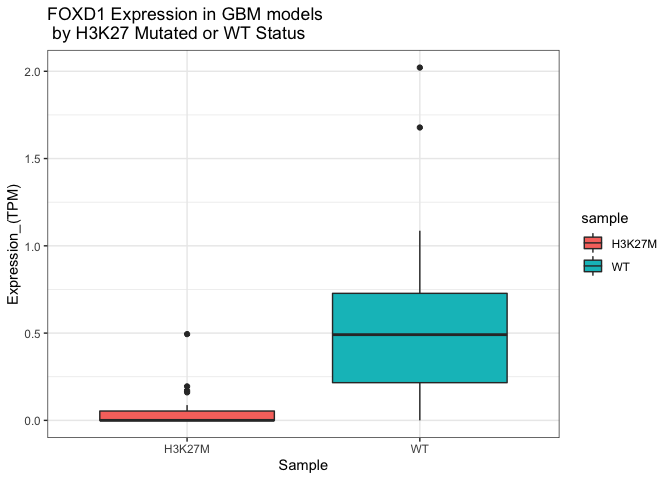 FOXD1 Expression in GBM models
by H3K27 Mutated or WT Status
2.0
1.5
1.0
0.5
0.0
Expression_(TPM)
H3K27M
WT
Sample
sample
H3K27M
WT